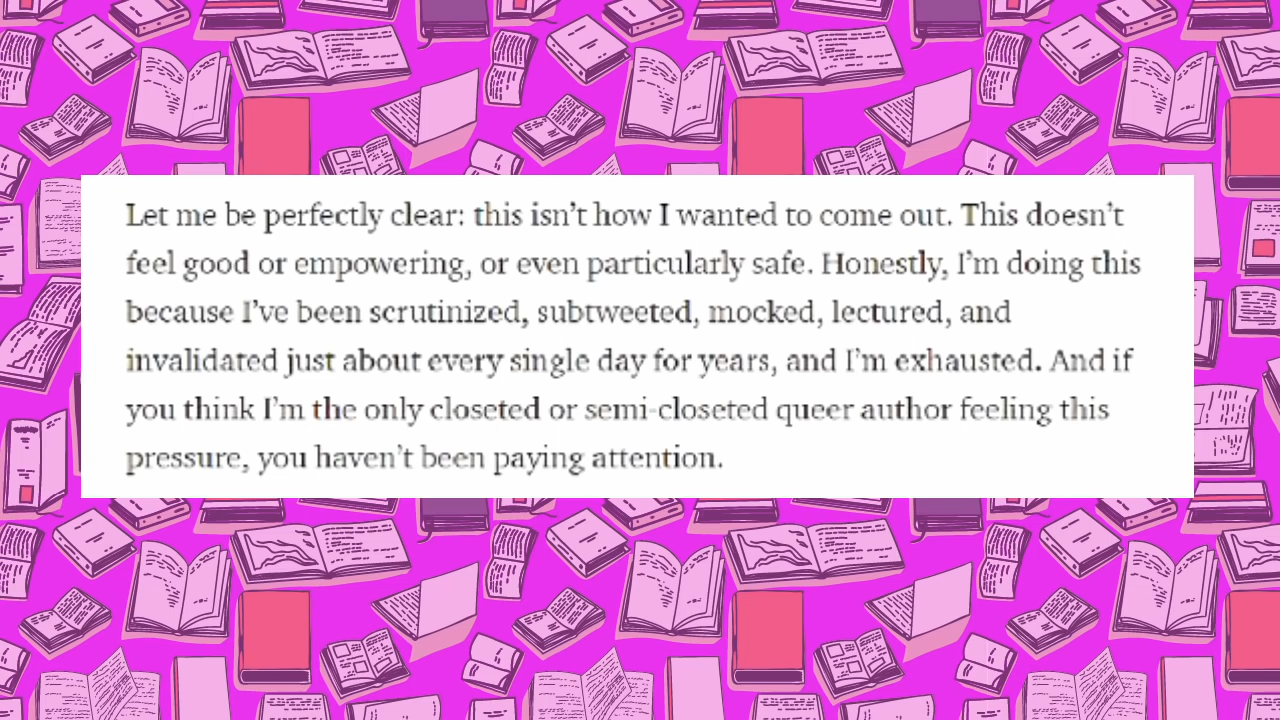 Let me be perfectly clear: this isn’t how I wanted to come out. This doesn’t
feel good or empowering, or even particularly safe. Honestly, I’m doing this
because I’ve been scrutinized, subtweeted, mocked, lectured, and
invalidated just about every single day for years, and I’m exhausted. And if
you think I’m the only closeted or semi-closeted queer author feeling this
pressure, you haven’t been paying attention.